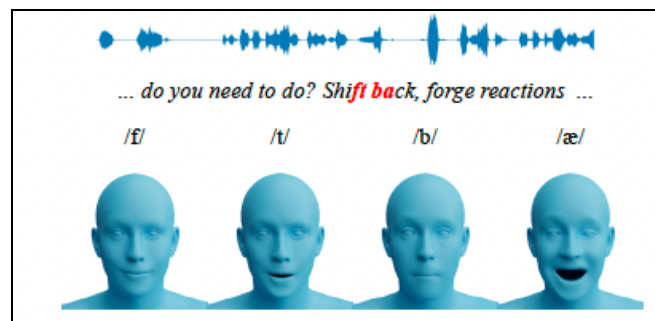 ... do you need to do? Shift back, forge reactions ...
/f/ /t/ /b/ /æ/